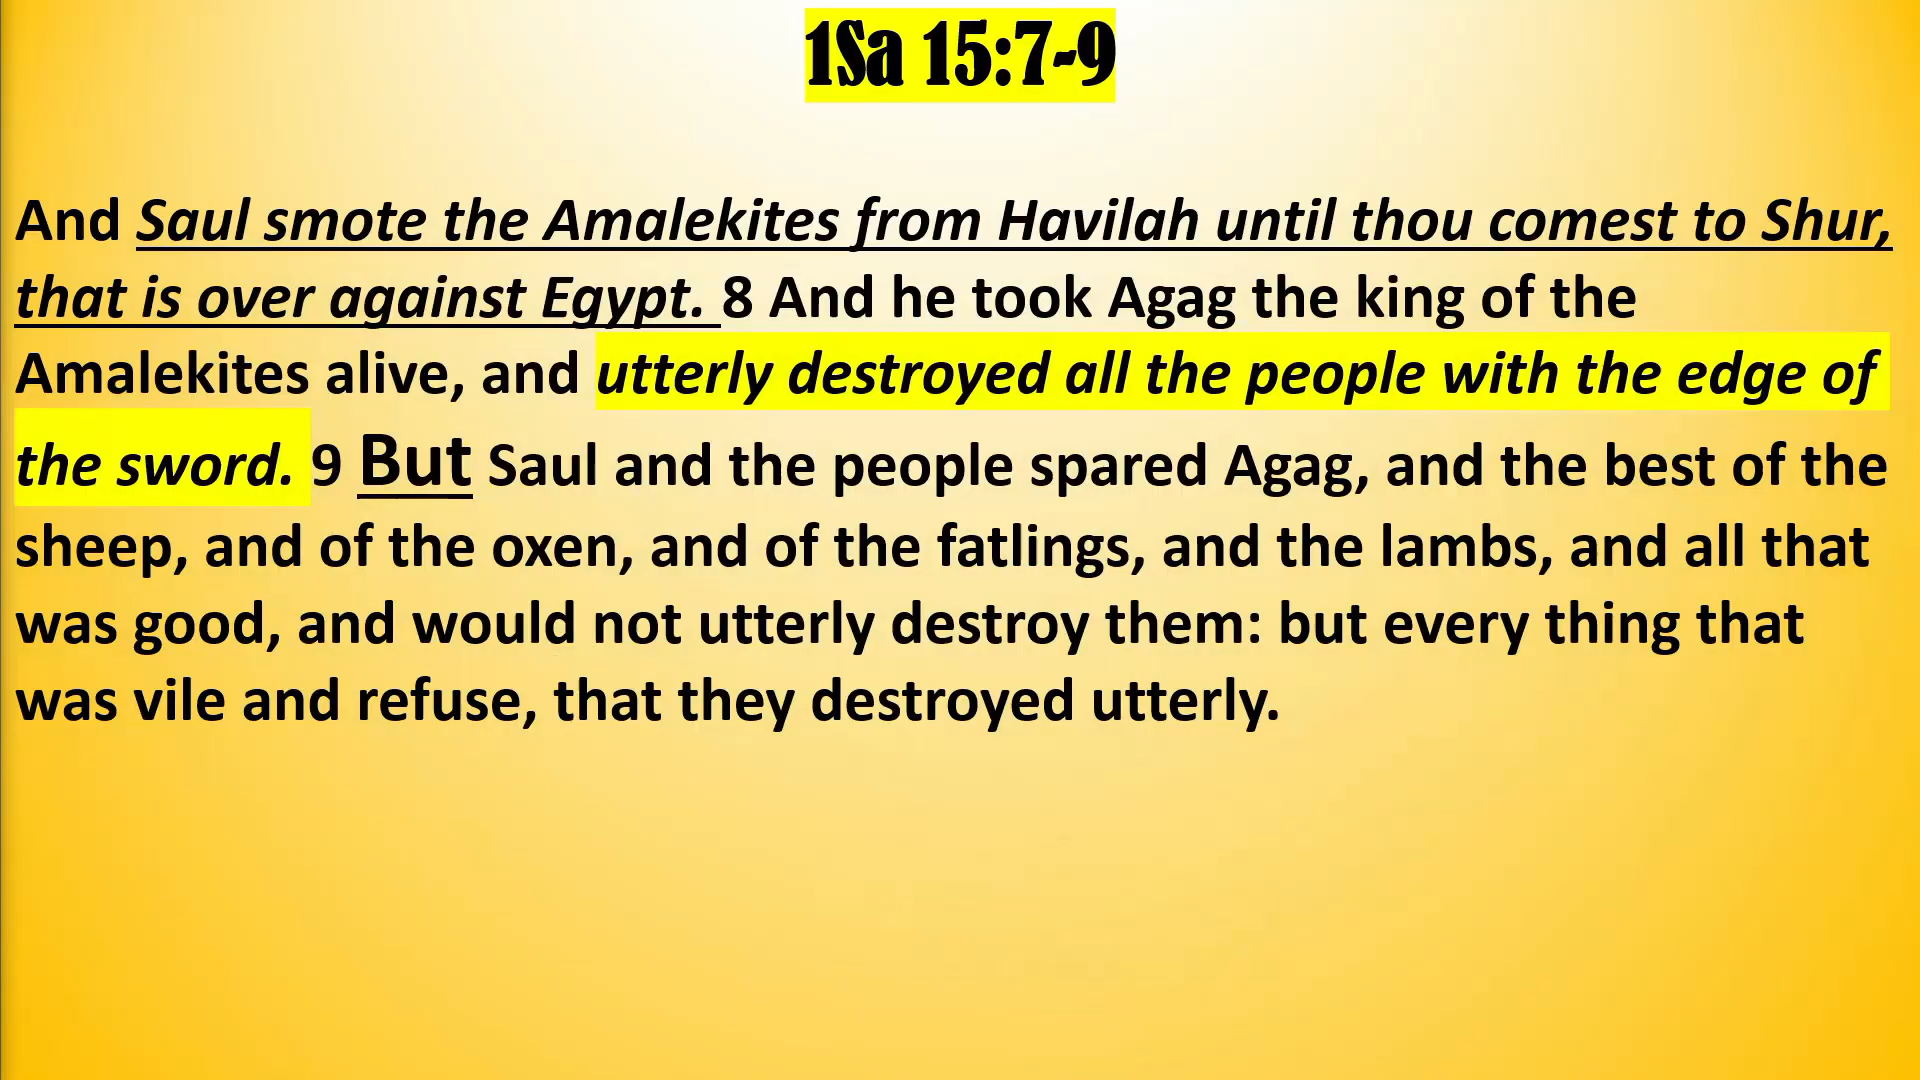 1Sa 15:7-9
And Saul smote the Amalekites from Havilah until thou comest to Shur,
that is over against Egypt. 8 And he took Agag the king of the
Amalekites alive, and utterly destroyed all the people with the edge of
the sword. 9 But Saul and the people spared Agag, and the best of the
sheep, and of the oxen, and of the fatlings, and the lambs, and all that
was good, and would not utterly destroy them: but every thing that
was vile and refuse, that they destroyed utterly.